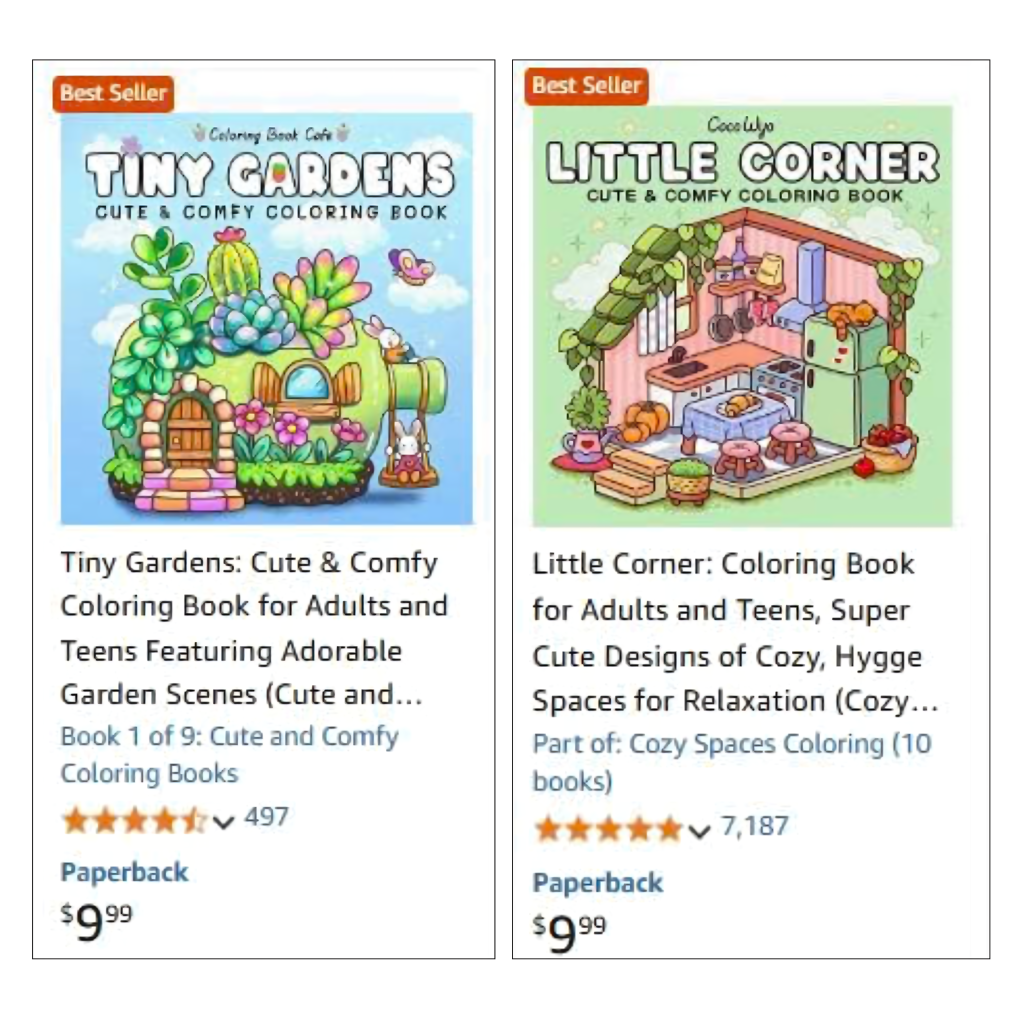 Best Seller
Coloring Book Cafe
TINY GARDENS
CUTE & COMFY COLORING BOOK
Tiny Gardens: Cute & Comfy
Coloring Book for Adults and
Teens Featuring Adorable
Garden Scenes (Cute and...
Book 1 of 9: Cute and Comfy
Coloring Books
497
Paperback
$9.99
Best Seller
Coco Wyo
LITTLE CORNER
CUTE & COMFY COLORING BOOK
Little Corner: Coloring Book
for Adults and Teens, Super
Cute Designs of Cozy, Hygge
Spaces for Relaxation (Cozy...
Part of: Cozy Spaces Coloring (10
books)
7,187
Paperback
$9.99